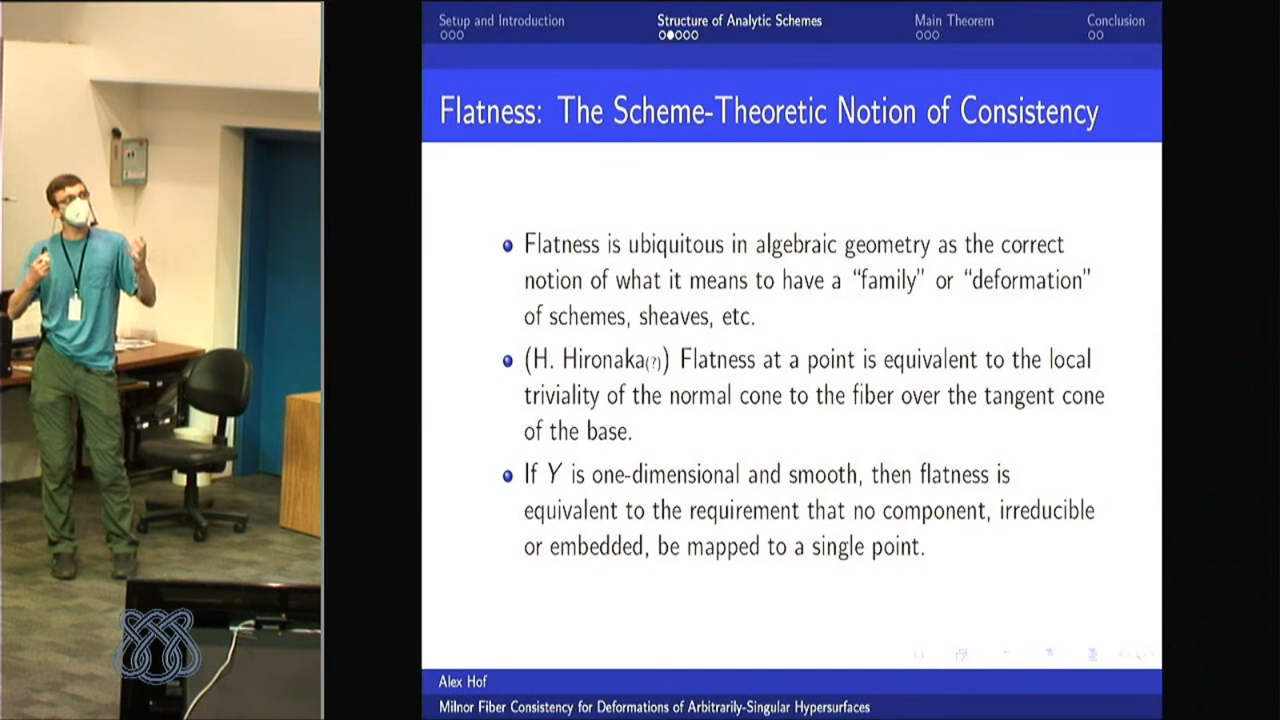 Setup and Introduction
Structure of Analytic Schemes
Main Theorem
Conclusion
Flatness: The Scheme-Theoretic Notion of Consistency
Flatness is ubiquitous in algebraic geometry as the correct
notion of what it means to have a “family” or “deformation”
of schemes, sheaves, etc.
(H. Hironaka(?)) Flatness at a point is equivalent to the local
triviality of the normal cone to the fiber over the tangent cone
of the base.
If Y is one-dimensional and smooth, then flatness is
equivalent to the requirement that no component, irreducible
or embedded, be mapped to a single point.
Alex Hof
Milnor Fiber Consistency for Deformations of Arbitrarily-Singular Hypersurfaces